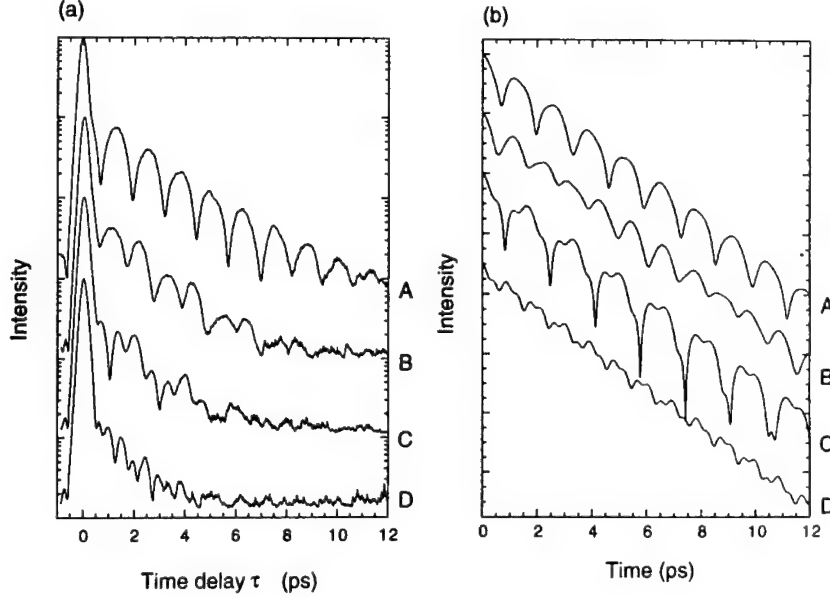 (a)
Intensity
A
B
C
D
0 2 4 6 8 10 12
Time delay τ (ps)
(b)
Intensity
A
B
C
D
0 2 4 6 8 10 12
Time (ps)